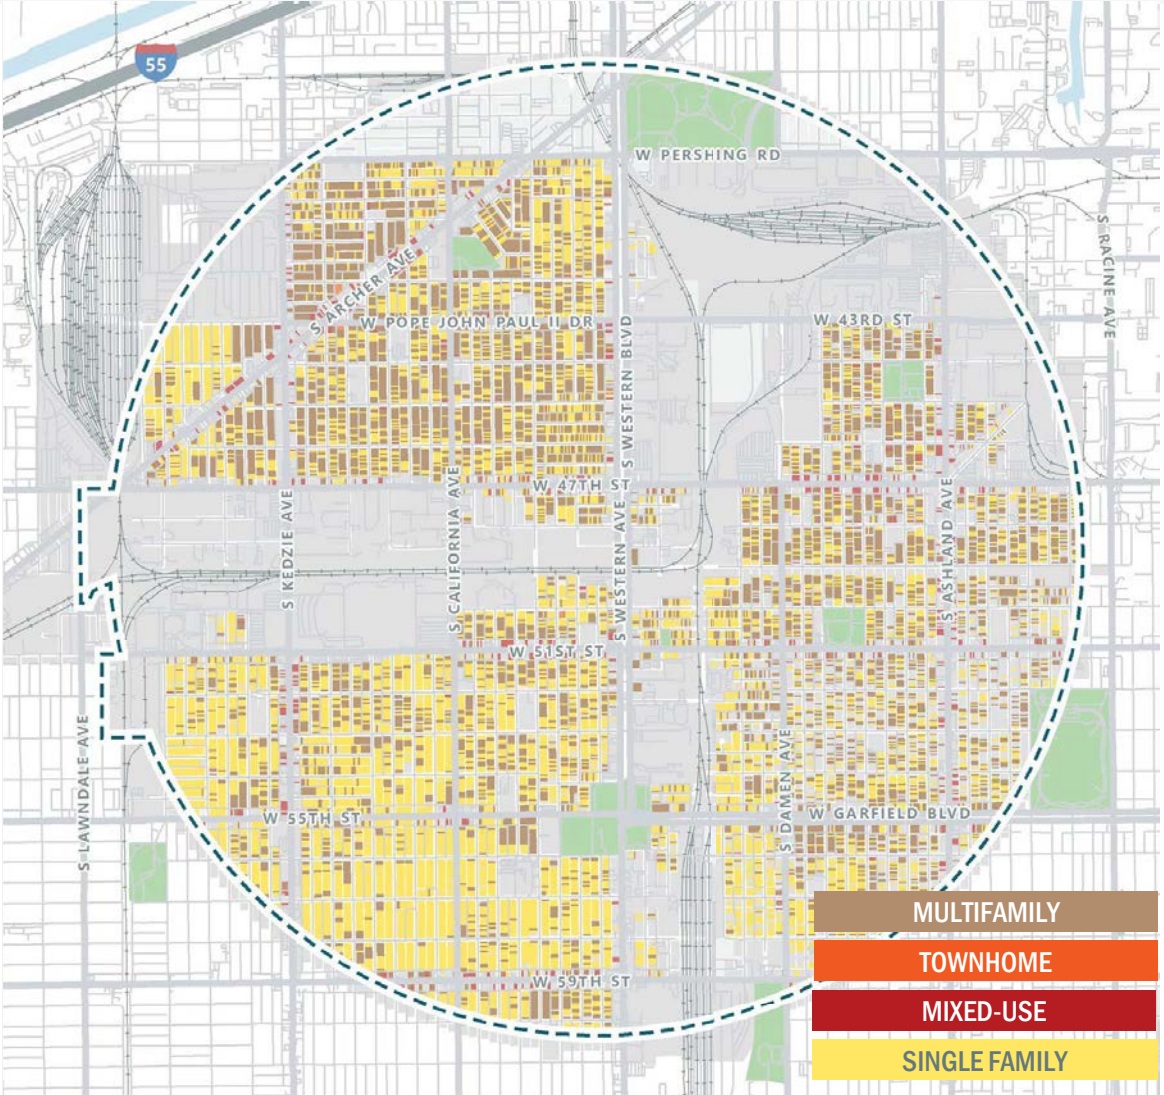 55
W PERSHING RD
S RACINE AVE
S ARCHER AVE
W POPE JOHN PAUL II DR
W 43RD ST
S WESTERN BLVD
W 47TH ST
S KEDZIE AVE
S CALIFORNIA AVE
S WESTERN AVE
S ASHLAND AVE
W 51ST ST
S LAWNDALE AVE
S DAMEN AVE
W 55TH ST
W GARFIELD BLVD
W 59TH ST
MULTIFAMILY
TOWNHOME
MIXED-USE
SINGLE FAMILY